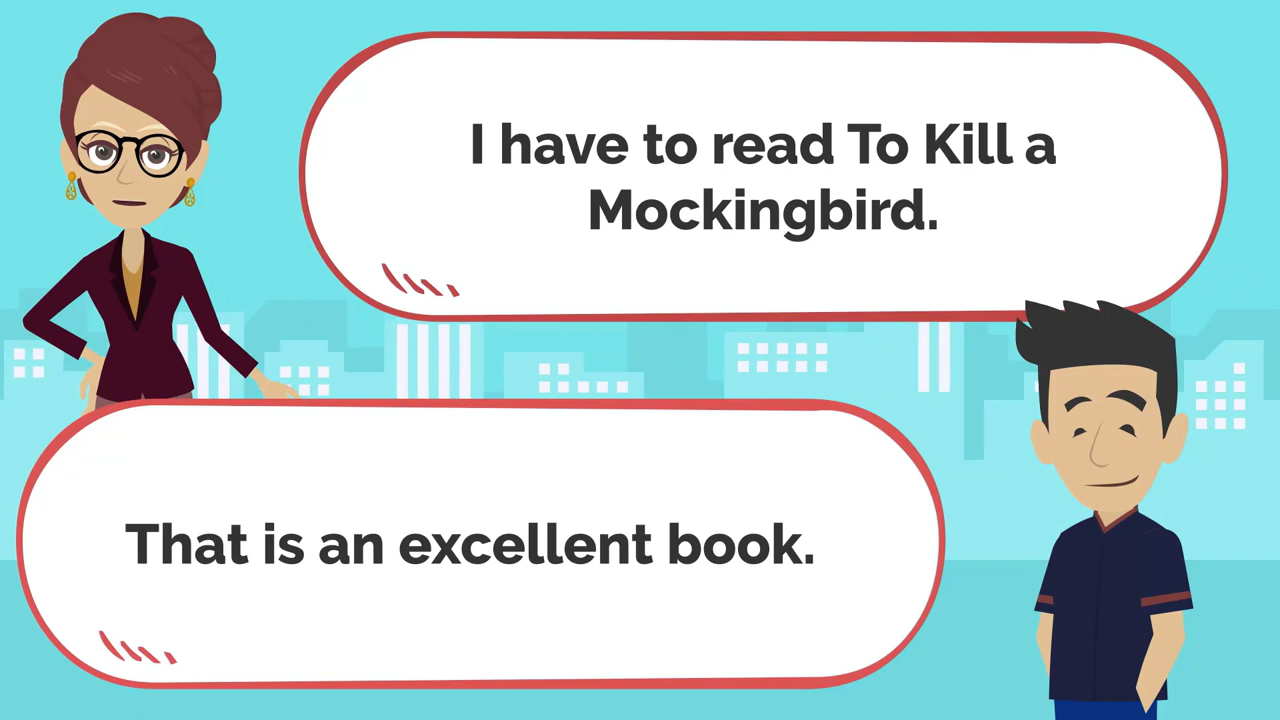 I have to read To Kill a
Mockingbird.
That is an excellent book.